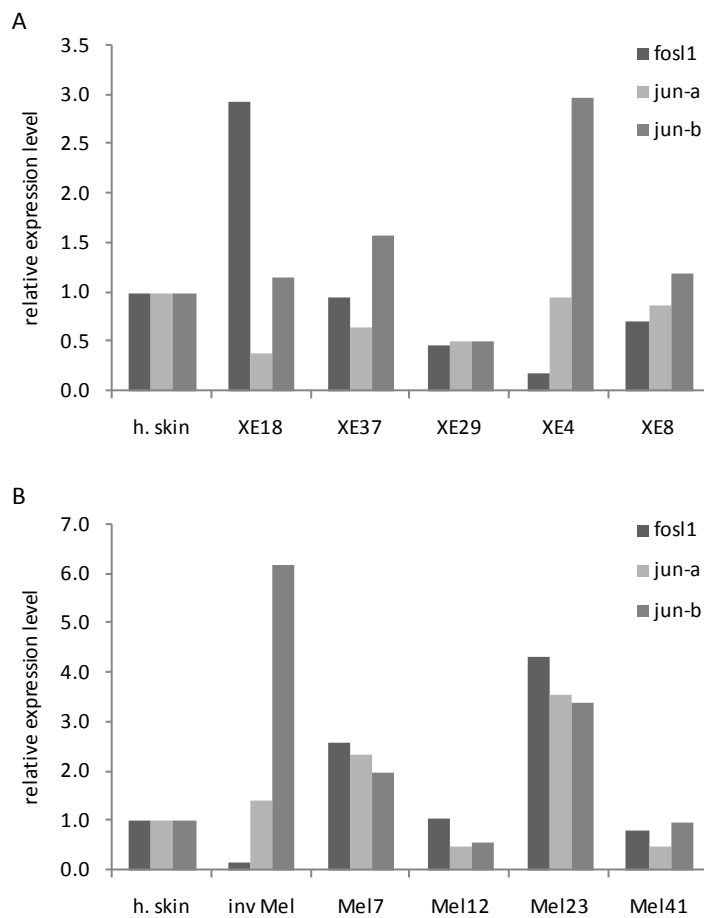 A
3.5
3.0
2.5
2.0
1.5
1.0
0.5
0.0
relative expression level
fosl1
jun-a
jun-b
h. skin XE18 XE37 XE29 XE4 XE8
B
7.0
6.0
5.0
4.0
3.0
2.0
1.0
0.0
relative expression level
fosl1
jun-a
jun-b
h. skin inv Mel Mel7 Mel12 Mel23 Mel41